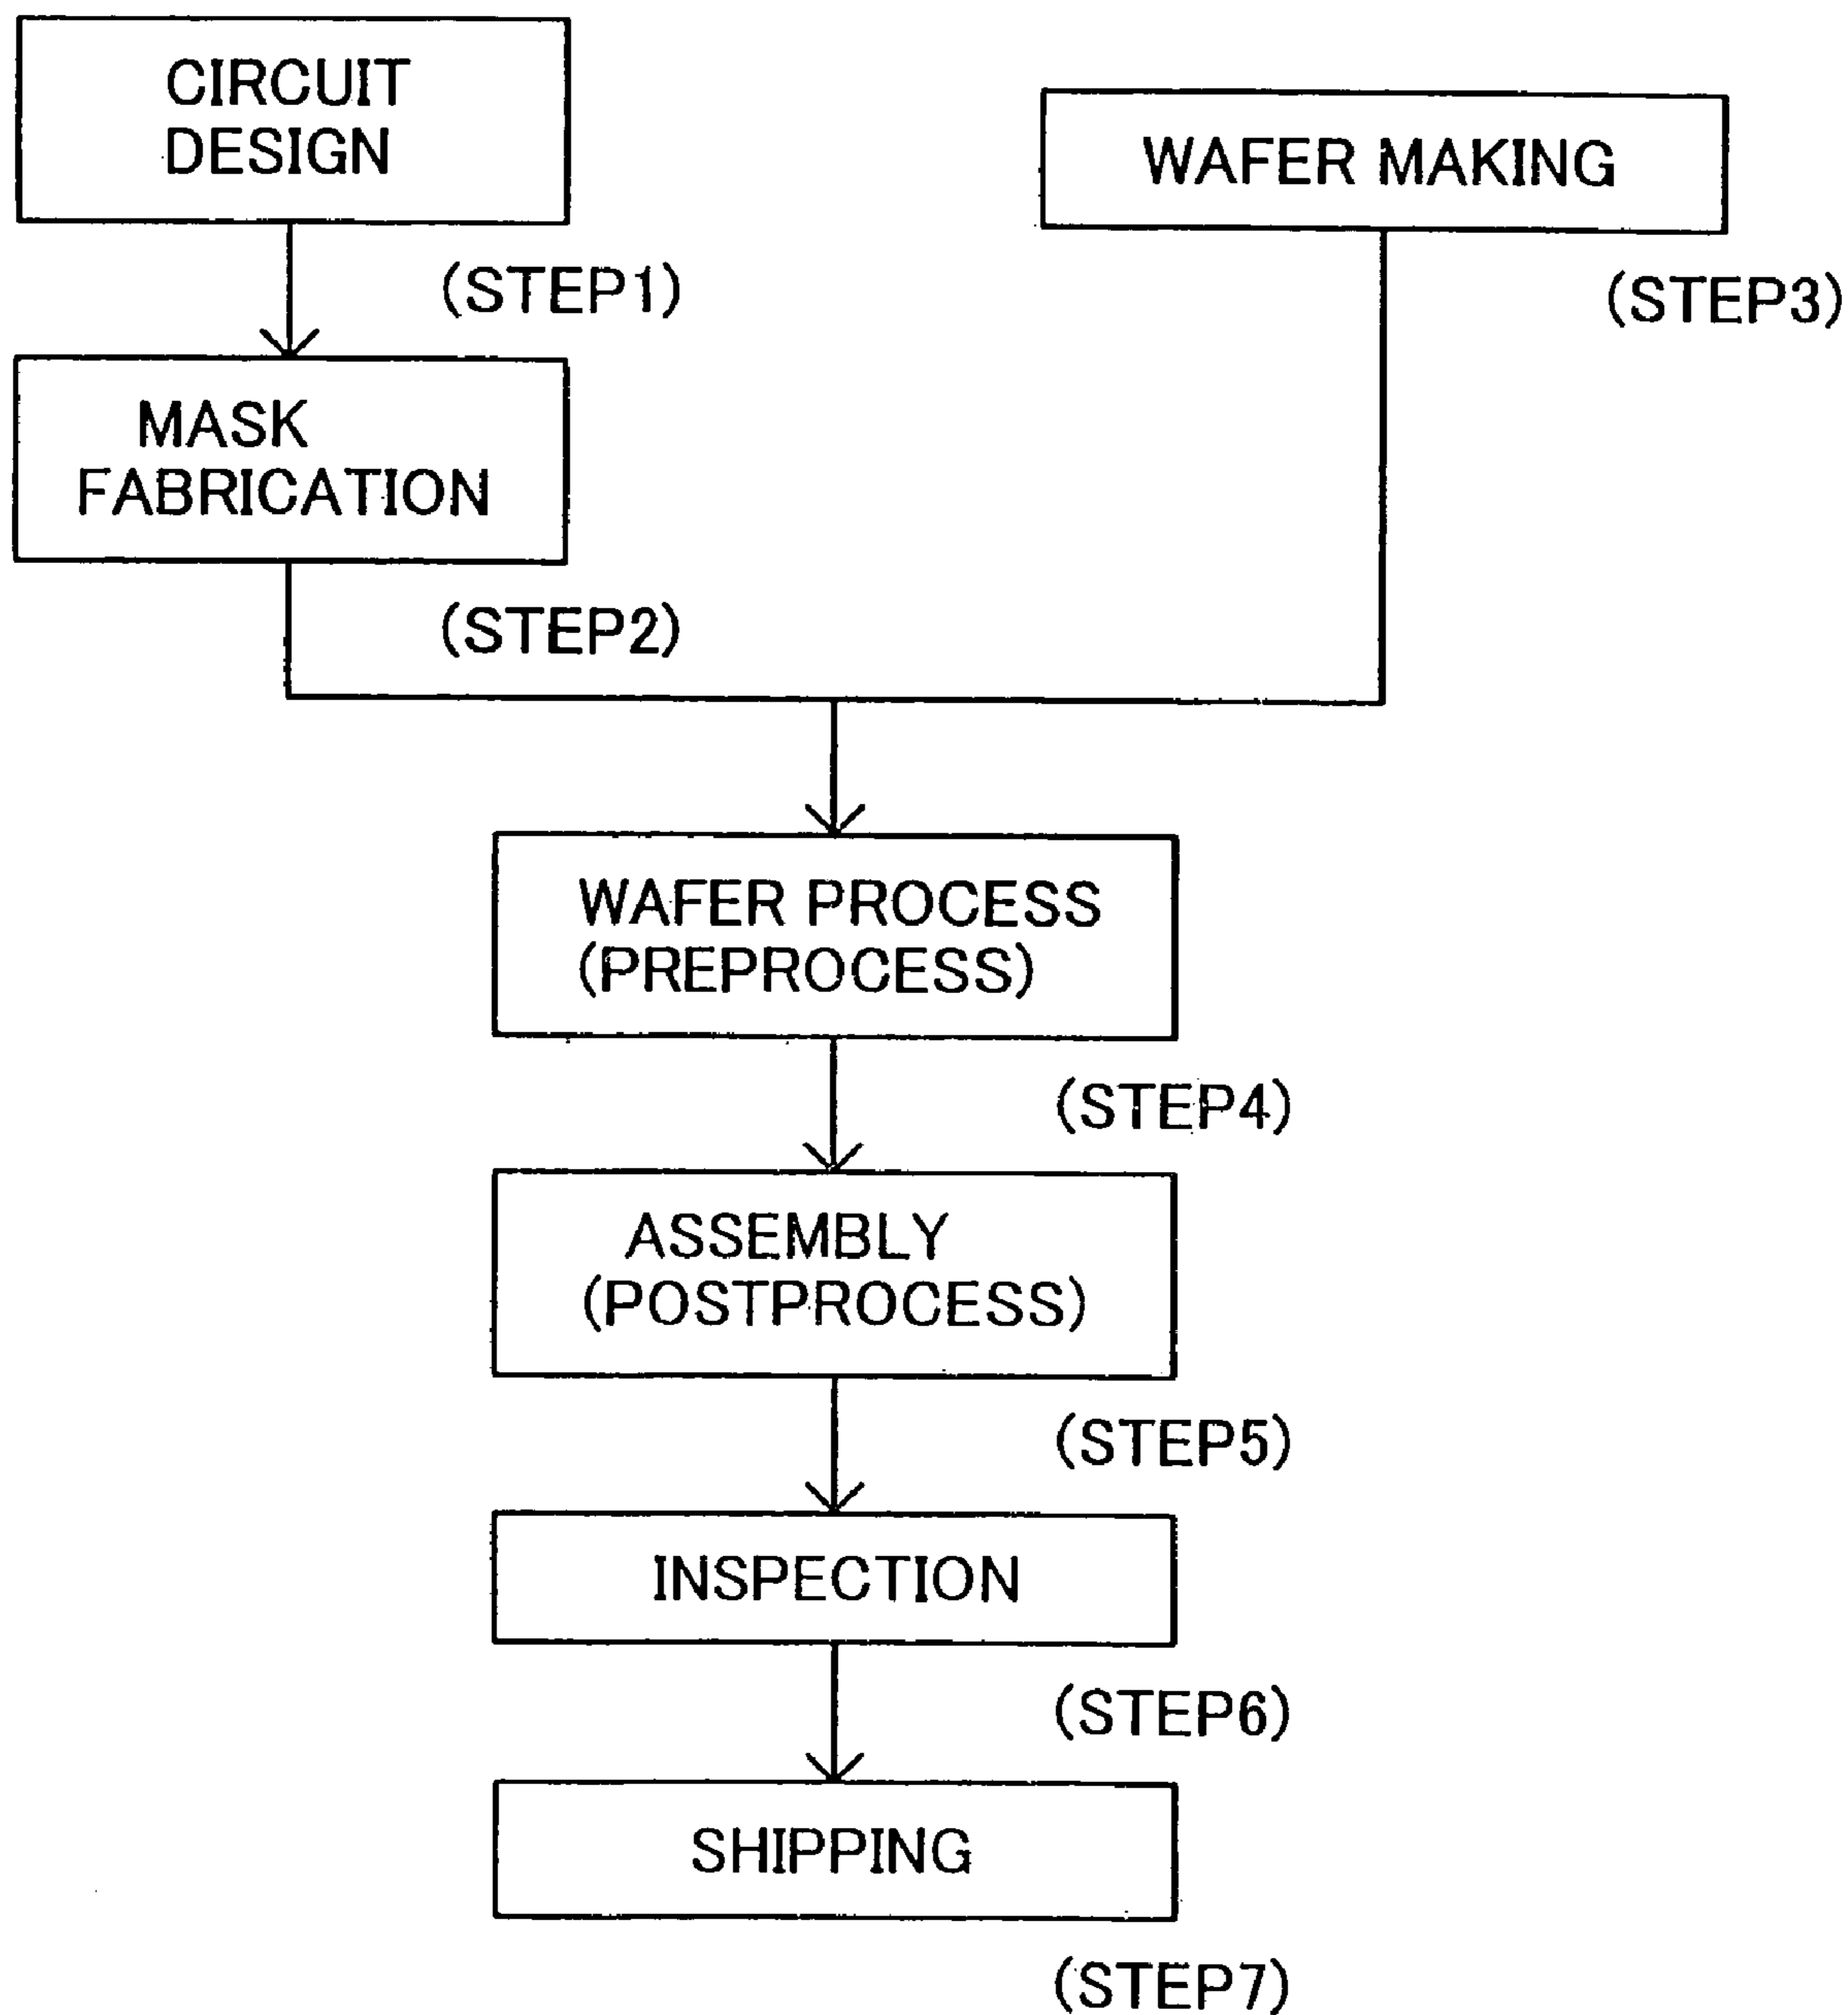 CIRCUIT
DESIGN
(STEP1)
MASK
FABRICATION
(STEP2)
WAFER MAKING
(STEP3)
WAFER PROCESS
(PREPROCESS)
(STEP4)
ASSEMBLY
(POSTPROCESS)
(STEP5)
INSPECTION
(STEP6)
SHIPPING
(STEP7)